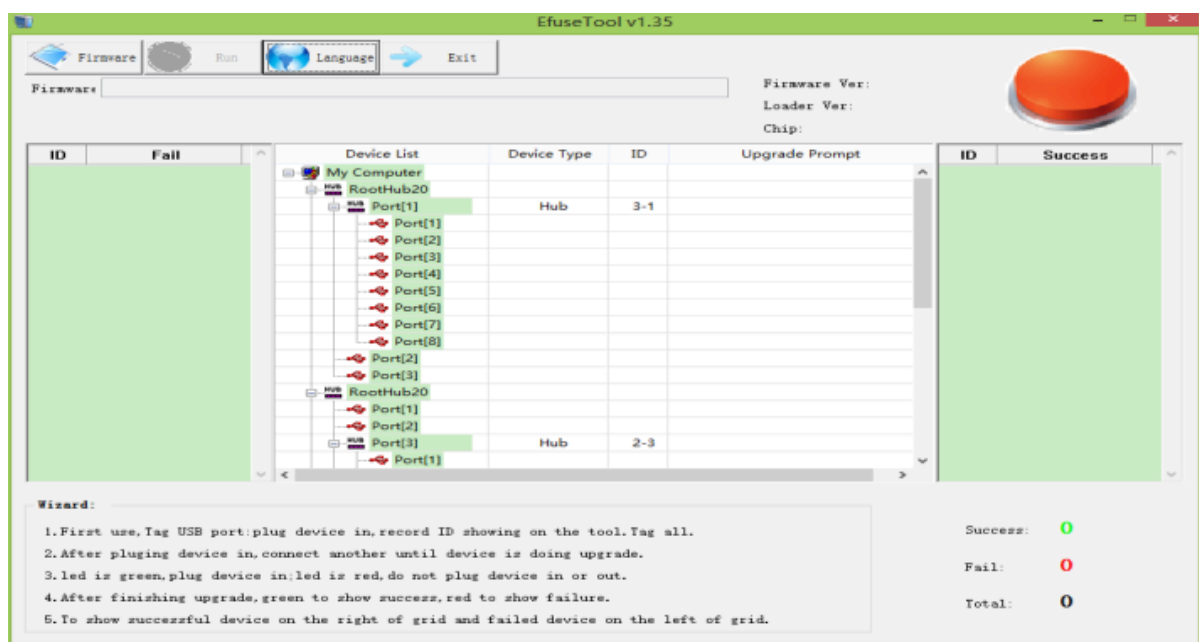 EfuseTool v1.35
Firmware Run Language Exit
Firmware
Firmware Ver:
Loader Ver:
Chip:
ID Fail
Device List Device Type ID Upgrade Prompt
ID Success
My Computer
RootHub20
HUB Port[1] Hub 3-1
Port[1]
Port[2]
Port[3]
Port[4]
Port[5]
Port[6]
Port[7]
Port[8]
Port[2]
Port[3]
RootHub20
Port[1]
Port[2]
HUB Port[3] Hub 2-3
Port[1]
Wizard:
1.First use,Tag USB port:plug device in,record ID showing on the tool.Tag all.
2.After pluging device in,connect another until device is doing upgrade.
3.led is green,plug device in;led is red,do not plug device in or out.
4.After finishing upgrade,green to show success,red to show failure.
5.To show successful device on the right of grid and failed device on the left of grid.
Success: 0
Fail: 0
Total: 0